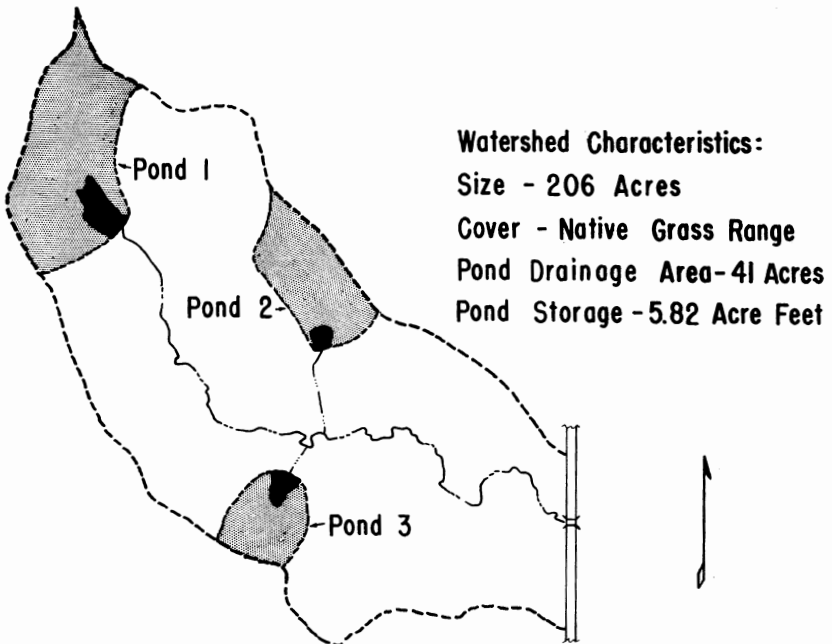 Pond 1
Pond 2
Pond 3
Watershed Characteristics:
Size - 206 Acres
Cover - Native Grass Range
Pond Drainage Area-41 Acres
Pond Storage - 5.82 Acre Feet